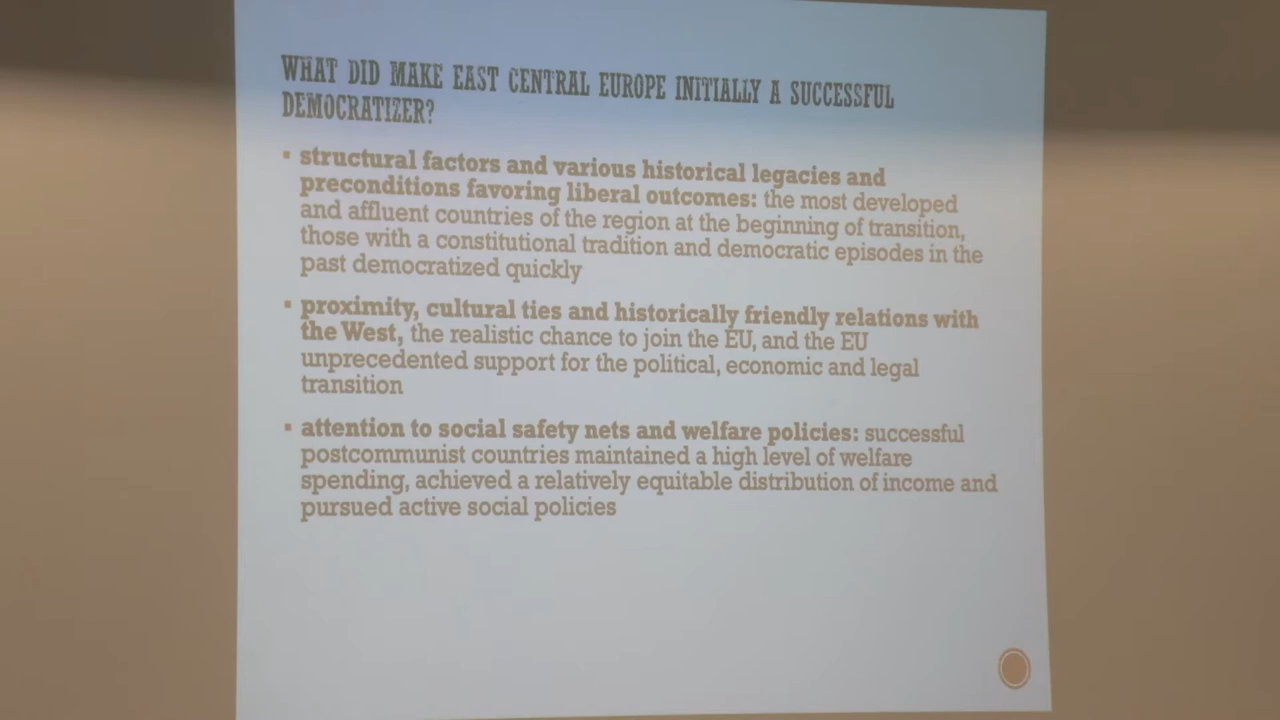 WHAT DID MAKE EAST CENTRAL EUROPE INITIALLY A SUCCESSFUL
DEMOCRATIZER?
▪ structural factors and various historical legacies and
preconditions favoring liberal outcomes: the most developed
and affluent countries of the region at the beginning of transition,
those with a constitutional tradition and democratic episodes in the
past democratized quickly
▪ proximity, cultural ties and historically friendly relations with
the West, the realistic chance to join the EU, and the EU
unprecedented support for the political, economic and legal
transition
▪ attention to social safety nets and welfare policies: successful
postcommunist countries maintained a high level of welfare
spending, achieved a relatively equitable distribution of income and
pursued active social policies